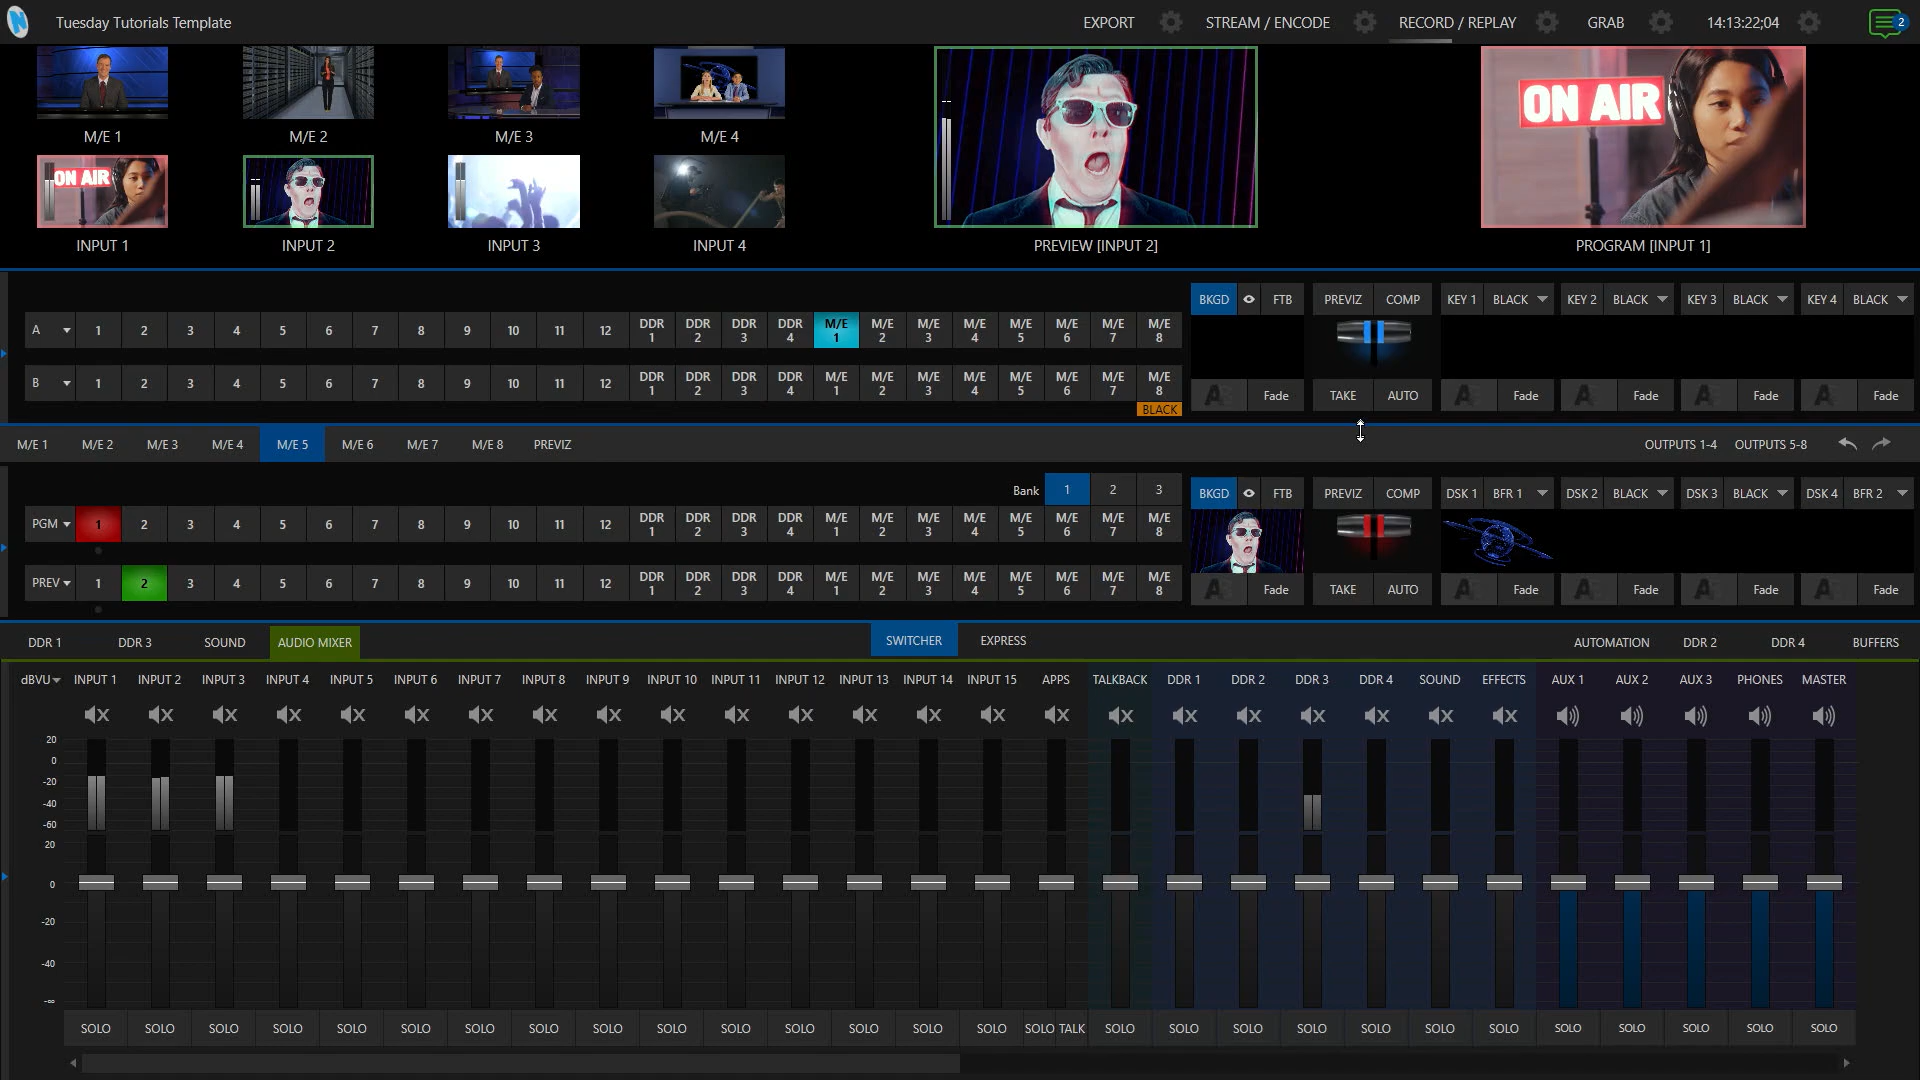 Tuesday Tutorials Template
EXPORT STREAM / ENCODE RECORD / REPLAY GRAB 14:13:22;04 2
M/E 1 M/E 2 M/E 3 M/E 4
ON AIR
ON AIR
INPUT 1 INPUT 2 INPUT 3 INPUT 4 PREVIEW [INPUT 2] PROGRAM [INPUT 1]
BKGD FTB PREVIZ COMP KEY 1 BLACK KEY 2 BLACK KEY 3 BLACK KEY 4 BLACK
A 1 2 3 4 5 6 7 8 9 10 11 12 DDR 1 DDR 2 DDR 3 DDR 4 M/E 1 M/E 2 M/E 3 M/E 4 M/E 5 M/E 6 M/E 7 M/E 8
B 1 2 3 4 5 6 7 8 9 10 11 12 DDR 1 DDR 2 DDR 3 DDR 4 M/E 1 M/E 2 M/E 3 M/E 4 M/E 5 M/E 6 M/E 7 M/E 8
Fade TAKE AUTO Fade Fade Fade Fade
BLACK
M/E 1 M/E 2 M/E 3 M/E 4 M/E 5 M/E 6 M/E 7 M/E 8 PREVIZ OUTPUTS 1-4 OUTPUTS 5-8
Bank 1 2 3 BKGD FTB PREVIZ COMP DSK 1 BFR 1 DSK 2 BLACK DSK 3 BLACK DSK 4 BFR 2
PGM 1 2 3 4 5 6 7 8 9 10 11 12 DDR 1 DDR 2 DDR 3 DDR 4 M/E 1 M/E 2 M/E 3 M/E 4 M/E 5 M/E 6 M/E 7 M/E 8
PREV 1 2 3 4 5 6 7 8 9 10 11 12 DDR 1 DDR 2 DDR 3 DDR 4 M/E 1 M/E 2 M/E 3 M/E 4 M/E 5 M/E 6 M/E 7 M/E 8
Fade TAKE AUTO Fade Fade Fade Fade
DDR 1 DDR 3 SOUND AUDIO MIXER SWITCHER EXPRESS AUTOMATION DDR 2 DDR 4 BUFFERS
dBVU INPUT 1 INPUT 2 INPUT 3 INPUT 4 INPUT 5 INPUT 6 INPUT 7 INPUT 8 INPUT 9 INPUT 10 INPUT 11 INPUT 12 INPUT 13 INPUT 14 INPUT 15 APPS TALKBACK DDR 1 DDR 2 DDR 3 DDR 4 SOUND EFFECTS AUX 1 AUX 2 AUX 3 PHONES MASTER
20
0
-20
-40
-60
20
0
-20
-40
-∞
SOLO SOLO SOLO SOLO SOLO SOLO SOLO SOLO SOLO SOLO SOLO SOLO SOLO SOLO SOLO SOLO TALK SOLO SOLO SOLO SOLO SOLO SOLO SOLO SOLO SOLO SOLO SOLO SOLO